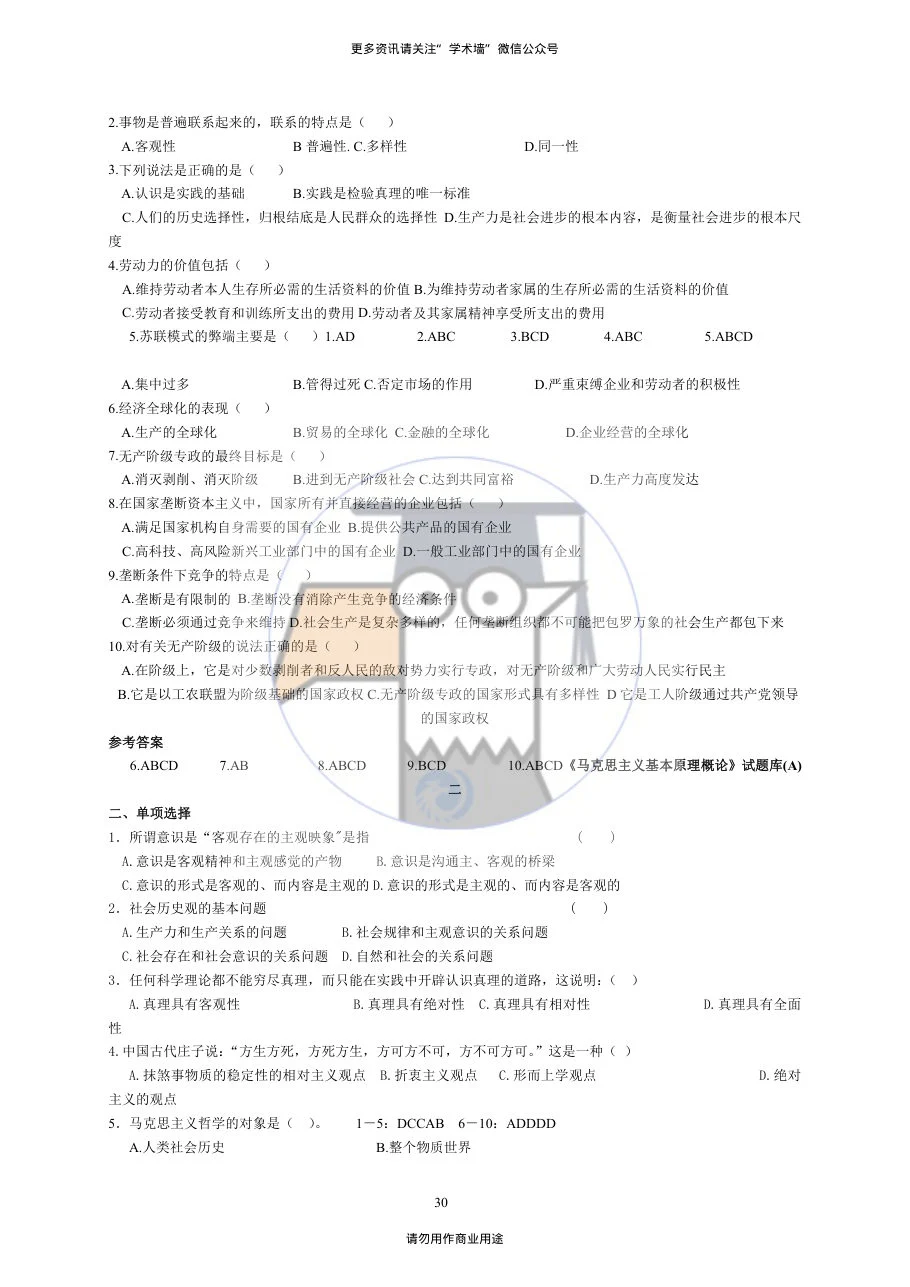 更多资讯请关注“学术墙”微信公众号
2.事物是普遍联系起来的，联系的特点是（ ）
A.客观性 B 普遍性. C.多样性 D.同一性
3.下列说法是正确的是（ ）
A.认识是实践的基础 B.实践是检验真理的唯一标准
C.人们的历史选择性，归根结底是人民群众的选择性 D.生产力是社会进步的根本内容，是衡量社会进步的根本尺
度
4.劳动力的价值包括（ ）
A.维持劳动者本人生存所必需的生活资料的价值 B.为维持劳动者家属的生存所必需的生活资料的价值
C.劳动者接受教育和训练所支出的费用 D.劳动者及其家属精神享受所支出的费用
5.苏联模式的弊端主要是（ ）1.AD 2.ABC 3.BCD 4.ABC 5.ABCD
A.集中过多 B.管得过死 C.否定市场的作用 D.严重束缚企业和劳动者的积极性
6.经济全球化的表现（ ）
A.生产的全球化 B.贸易的全球化 C.金融的全球化 D.企业经营的全球化
7.无产阶级专政的最终目标是（ ）
A.消灭剥削、消灭阶级 B.进到无产阶级社会 C.达到共同富裕 D.生产力高度发达
8.在国家垄断资本主义中，国家所有并直接经营的企业包括（ ）
A.满足国家机构自身需要的国有企业 B.提供公共产品的国有企业
C.高科技、高风险新兴工业部门中的国有企业 D.一般工业部门中的国有企业
9.垄断条件下竞争的特点是（ ）
A.垄断是有限制的 B.垄断没有消除产生竞争的经济条件
C.垄断必须通过竞争来维持 D.社会生产是复杂多样的，任何垄断组织都不可能把包罗万象的社会生产都包下来
10.对有关无产阶级的说法正确的是（ ）
A.在阶级上，它是对少数剥削者和反人民的敌对势力实行专政，对无产阶级和广大劳动人民实行民主
B.它是以工农联盟为阶级基础的国家政权 C.无产阶级专政的国家形式具有多样性 D 它是工人阶级通过共产党领导
的国家政权
参考答案
6.ABCD 7.AB 8.ABCD 9.BCD 10.ABCD《马克思主义基本原理概论》试题库(A)
二
二、单项选择
1．所谓意识是“客观存在的主观映象"是指 ( )
A.意识是客观精神和主观感觉的产物 B.意识是沟通主、客观的桥梁
C.意识的形式是客观的、而内容是主观的 D.意识的形式是主观的、而内容是客观的
2．社会历史观的基本问题 ( )
A.生产力和生产关系的问题 B.社会规律和主观意识的关系问题
C.社会存在和社会意识的关系问题 D.自然和社会的关系问题
3．任何科学理论都不能穷尽真理，而只能在实践中开辟认识真理的道路，这说明:（ ）
A.真理具有客观性 B.真理具有绝对性 C.真理具有相对性 D.真理具有全面
性
4.中国古代庄子说：“方生方死，方死方生，方可方不可，方不可方可。”这是一种（ ）
A.抹煞事物质的稳定性的相对主义观点 B.折衷主义观点 C.形而上学观点 D.绝对
主义的观点
5．马克思主义哲学的对象是（ ）。 1－5：DCCAB 6－10：ADDDD
A.人类社会历史 B.整个物质世界
30
请勿用作商业用途